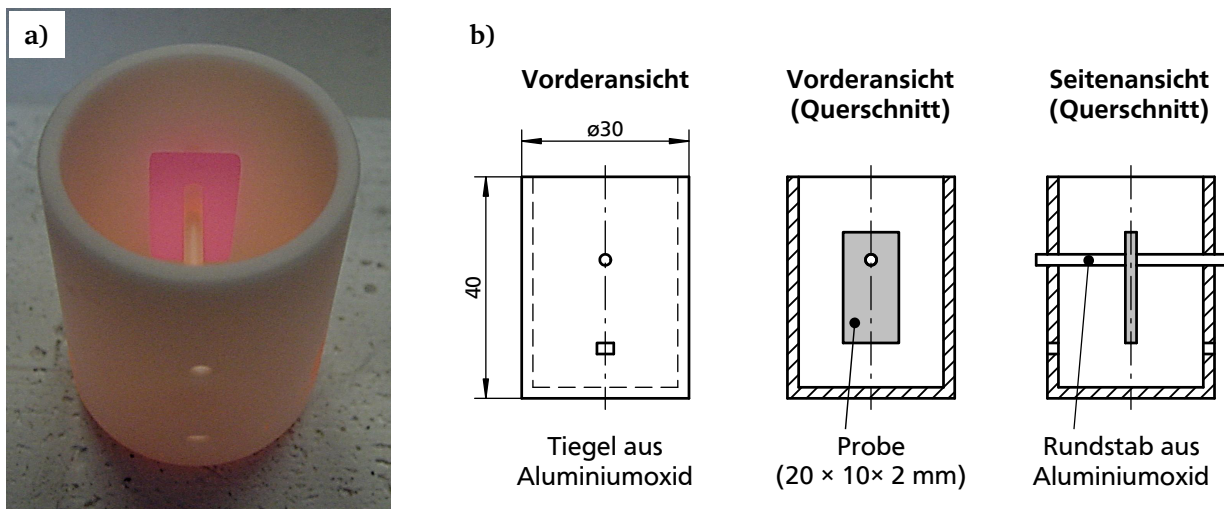 a)
b)
Vorderansicht
Vorderansicht
(Querschnitt)
Seitenansicht
(Querschnitt)
ø30
40
Tiegel aus
Aluminiumoxid
Probe
(20 × 10× 2 mm)
Rundstab aus
Aluminiumoxid